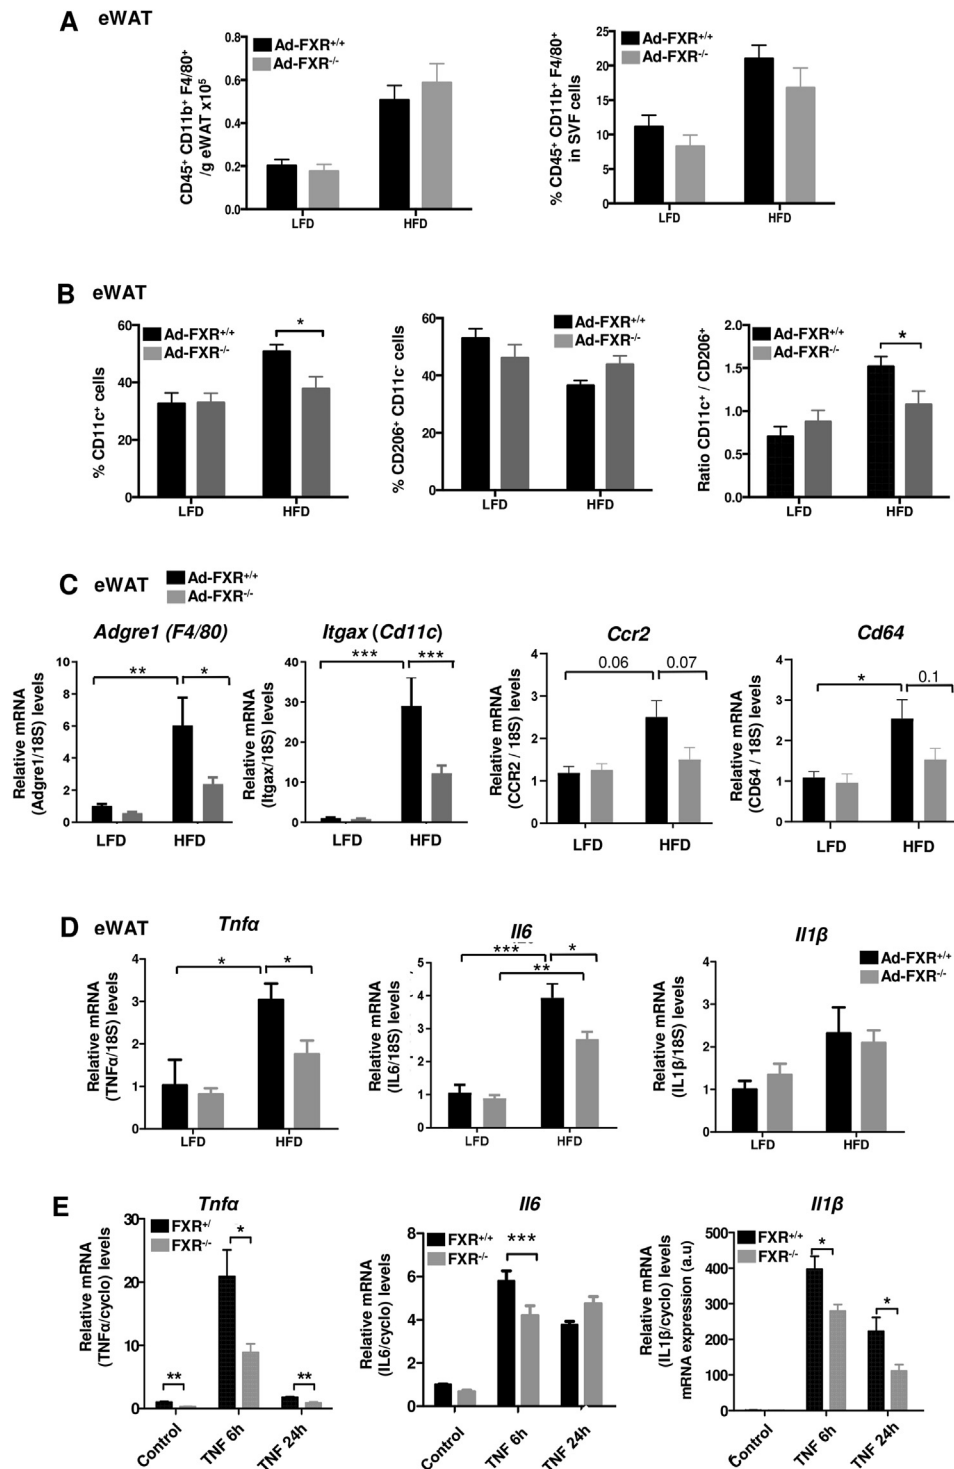 A eWAT
CD45⁺ CD11b⁺ F4/80⁺
/g eWAT x10⁵
0.8
0.6
0.4
0.2
0.0
Ad-FXR⁺/⁺
Ad-FXR⁻/⁻
LFD HFD
% CD45⁺ CD11b⁺ F4/80⁺
in SVF cells
25
20
15
10
5
0
Ad-FXR⁺/⁺
Ad-FXR⁻/⁻
LFD HFD
B eWAT
% CD11c⁺ cells
60
40
20
0
Ad-FXR⁺/⁺
Ad-FXR⁻/⁻
*
LFD HFD
% CD206⁺ CD11c⁻ cells
60
40
20
0
Ad-FXR⁺/⁺
Ad-FXR⁻/⁻
LFD HFD
Ratio CD11c⁺ / CD206⁺
2.0
1.5
1.0
0.5
0.0
Ad-FXR⁺/⁺
Ad-FXR⁻/⁻
*
LFD HFD
C eWAT
Ad-FXR⁺/⁺
Ad-FXR⁻/⁻
Adgre1 (F4/80)
Relative mRNA
(Adgre1/18S) levels
10
8
6
4
2
0
** *
LFD HFD
Itgax (Cd11c)
Relative mRNA
(Itgax/18S) levels
40
30
20
10
0
*** ***
LFD HFD
Ccr2
Relative mRNA
(CCR2 / 18S) levels
4
3
2
1
0
0.06 0.07
LFD HFD
Cd64
Relative mRNA
(CD64 / 18S) levels
4
3
2
1
0
* 0.1
LFD HFD
D eWAT
Tnfα
Relative mRNA
(TNFα/18S) levels
4
3
2
1
0
* *
LFD HFD
Il6
Relative mRNA
(IL6/18S) levels
5
4
3
2
1
0
*** *
**
LFD HFD
Il1β
Relative mRNA
(IL1β/18S) levels
4
3
2
1
0
Ad-FXR⁺/⁺
Ad-FXR⁻/⁻
LFD HFD
E
Tnfα
Relative mRNA
(TNFα/cyclo) levels
30
20
10
0
FXR⁺/
FXR⁻/⁻
** * **
Control TNF 6h TNF 24h
Il6
Relative mRNA
(IL6/cyclo) levels
8
6
4
2
0
FXR⁺/⁺
FXR⁻/⁻
***
Control TNF 6h TNF 24h
Il1β
Relative mRNA
(IL1β/cyclo) levels
mRNA expression (a.u)
500
400
300
200
100
0
FXR⁺/⁺
FXR⁻/⁻
* *
Control TNF 6h TNF 24h